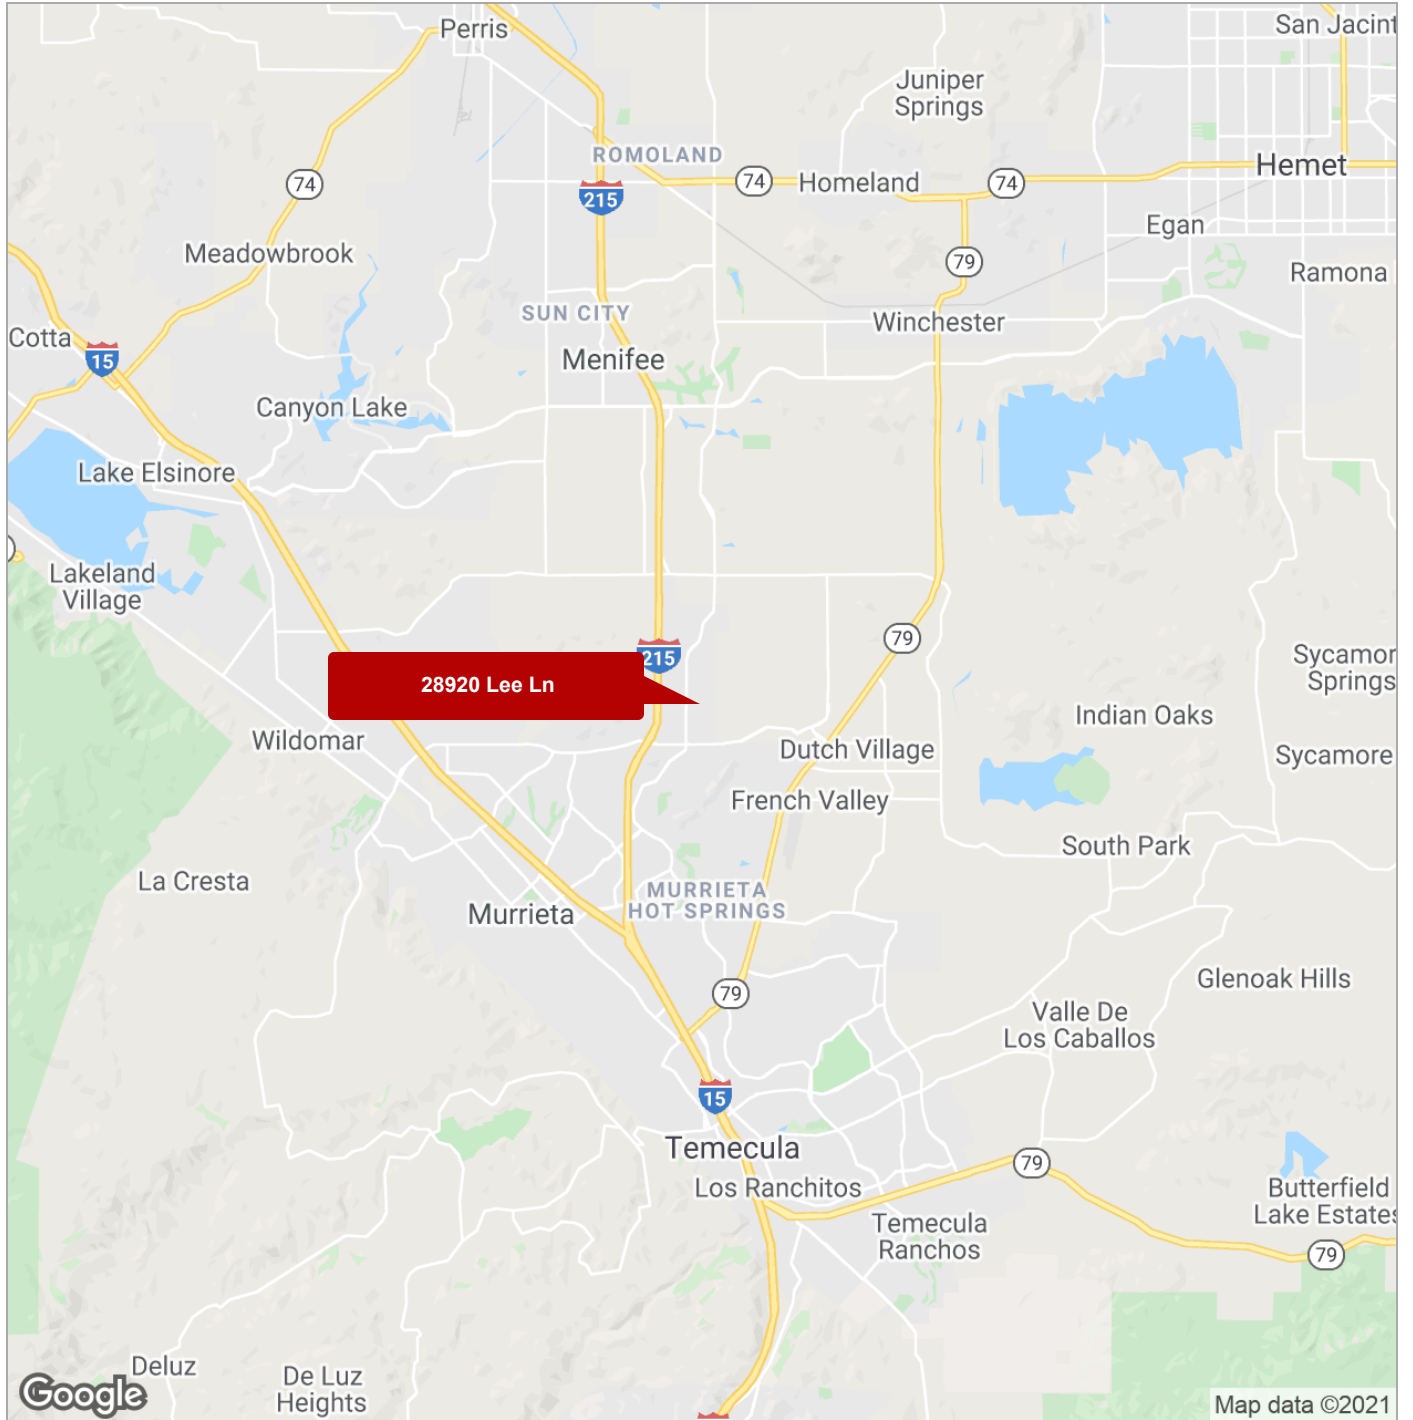 Perris
San Jacint
Juniper
Springs
ROMOLAND
Hemet
74
74
Homeland
74
215
Egan
Meadowbrook
79
Ramona
SUN CITY
Winchester
Cotta
15
Menifee
Canyon Lake
Lake Elsinore
Lakeland
Village
79
215
Sycamor
Springs
28920 Lee Ln
Indian Oaks
Wildomar
Dutch Village
Sycamore
French Valley
South Park
La Cresta
MURRIETA
HOT SPRINGS
Murrieta
Glenoak Hills
79
Valle De
Los Caballos
15
Temecula
79
Los Ranchitos
Butterfield
Lake Estates
Temecula
Ranchos
79
Deluz
De Luz
Heights
Google
Map data ©2021